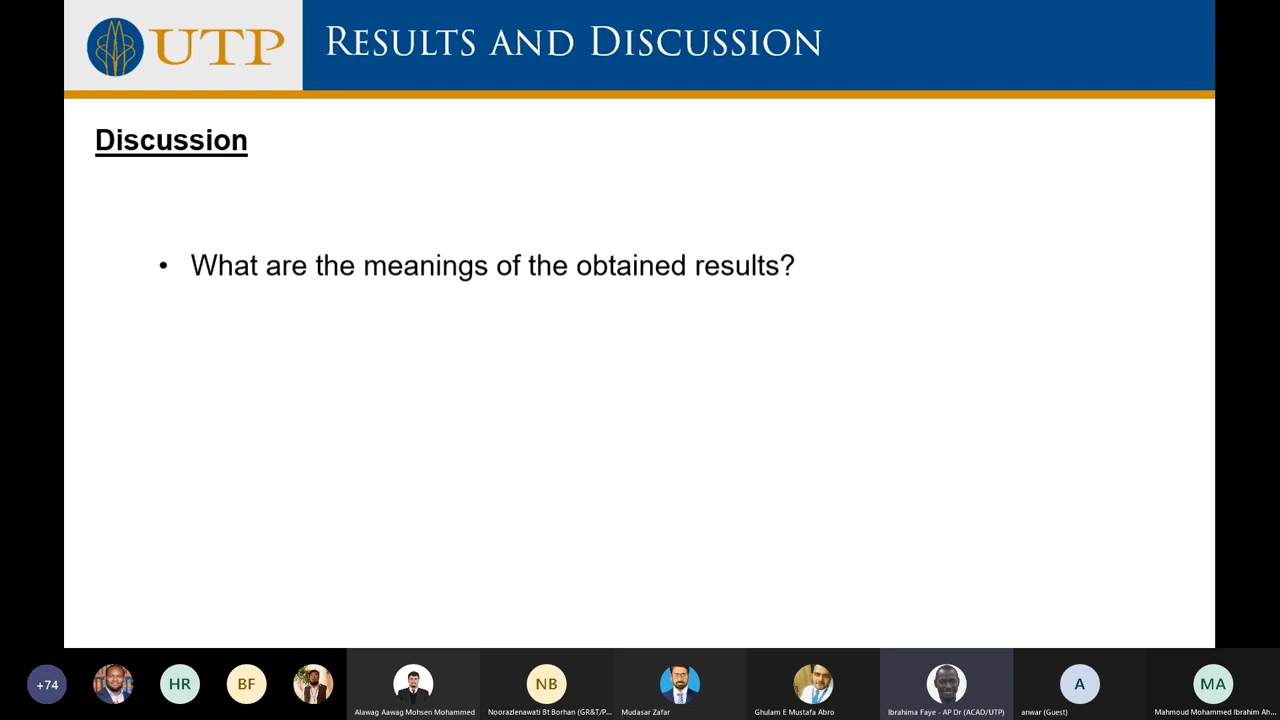 UTP
RESULTS AND DISCUSSION
Discussion
• What are the meanings of the obtained results?
+74
HR
BF
Alawag Aawag Mohsen Mohammed
NB
Noorazlenawati Bt Borhan (GR&T/P...
Mudasar Zafar
Ghulam E Mustafa Abro
Ibrahima Faye - AP Dr (ACAD/UTP)
A
anwar (Guest)
MA
Mahmoud Mohammed Ibrahim Ah...